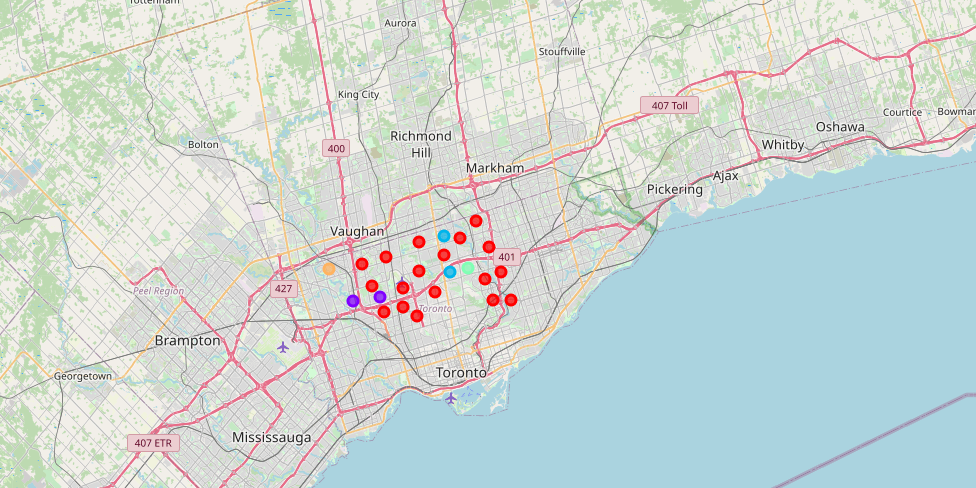 Tottenham
Aurora
Stouffville
King City
407 Toll
Courtice
Bowman
Oshawa
Richmond
Hill
400
Bolton
Whitby
Markham
Ajax
Pickering
Vaughan
401
427
Peel Region
Toronto
Brampton
Georgetown
Toronto
407 ETR
Mississauga